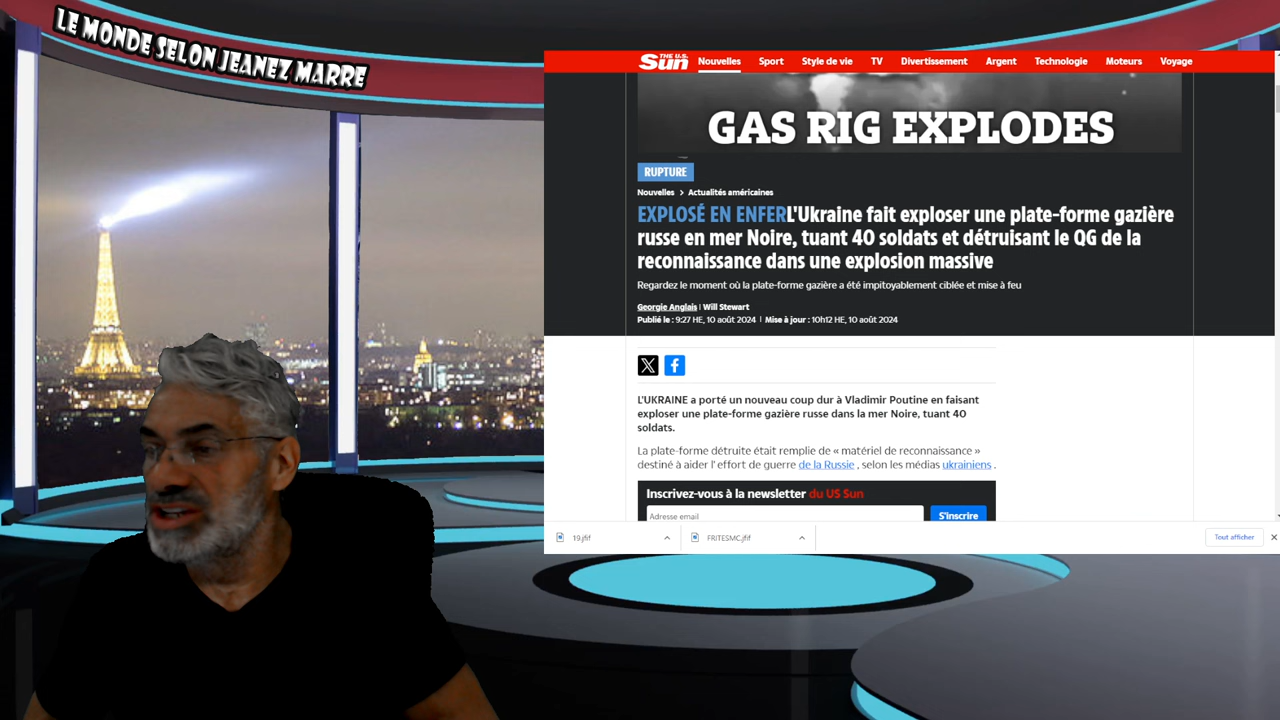 LE MONDE SELON JEANEZ MARRE
THE U.S. Sun
Nouvelles Sport Style de vie TV Divertissement Argent Technologie Moteurs Voyage
GAS RIG EXPLODES
RUPTURE
Nouvelles > Actualités américaines
EXPLOSÉ EN ENFERL'Ukraine fait exploser une plate-forme gazière
russe en mer Noire, tuant 40 soldats et détruisant le QG de la
reconnaissance dans une explosion massive
Regardez le moment où la plate-forme gazière a été impitoyablement ciblée et mise à feu
Georgie Anglais | Will Stewart
Publié le : 9:27 HE, 10 août 2024 | Mise à jour : 10h12 HE, 10 août 2024
L'UKRAINE a porté un nouveau coup dur à Vladimir Poutine en faisant
exploser une plate-forme gazière russe dans la mer Noire, tuant 40
soldats.
La plate-forme détruite était remplie de « matériel de reconnaissance »
destiné à aider l' effort de guerre de la Russie , selon les médias ukrainiens .
Inscrivez-vous à la newsletter du US Sun
Adresse email
S'inscrire
19.jfif
FRITESMC.jfif
Tout afficher